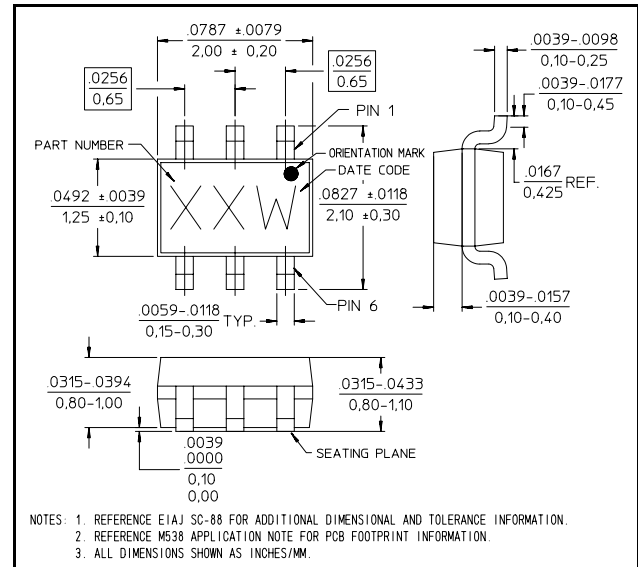 .0787 ±.0079
2,00 ± 0,20
.0256
0,65
.0256
0.65
PIN 1
PART NUMBER
ORIENTATION MARK
DATE CODE
XXW
.0492 ±.0039
1,25 ±0,10
.0827 ±.0118
2,10 ±0,30
.0059-.0118
0,15-0,30
TYP.
PIN 6
.0039-.0098
0,10-0,25
.0039-.0177
0,10-0,45
.0167
0,425
REF.
.0039-.0157
0,10-0,40
.0315-.0394
0,80-1,00
.0315-.0433
0,80-1,10
.0039
.0000
0,10
0,00
SEATING PLANE
NOTES: 1. REFERENCE EIAJ SC-88 FOR ADDITIONAL DIMENSIONAL AND TOLERANCE INFORMATION.
2. REFERENCE M538 APPLICATION NOTE FOR PCB FOOTPRINT INFORMATION.
3. ALL DIMENSIONS SHOWN AS INCHES/MM.